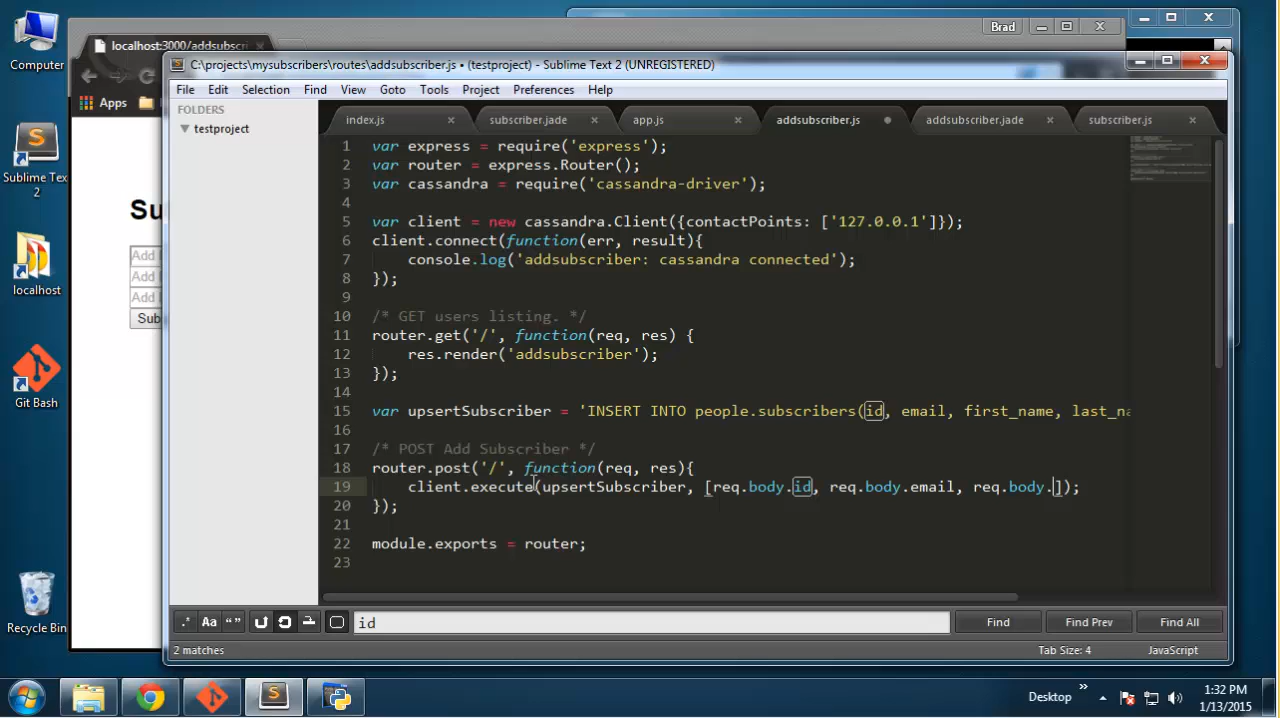 Computer
Sublime Text 2
localhost
Git Bash
Recycle Bin
Brad
localhost:3000/addsubscri
Apps
Su
Add
Add
Add
Sub
C:\projects\mysubscribers\routes\addsubscriber.js • (testproject) - Sublime Text 2 (UNREGISTERED)
File Edit Selection Find View Goto Tools Project Preferences Help
FOLDERS
testproject
index.js subscriber.jade app.js addsubscriber.js addsubscriber.jade subscriber.js
1 var express = require('express');
2 var router = express.Router();
3 var cassandra = require('cassandra-driver');
4
5 var client = new cassandra.Client({contactPoints: ['127.0.0.1']});
6 client.connect(function(err, result){
7 console.log('addsubscriber: cassandra connected');
8 });
9
10 /* GET users listing. */
11 router.get('/', function(req, res) {
12 res.render('addsubscriber');
13 });
14
15 var upsertSubscriber = 'INSERT INTO people.subscribers(id, email, first_name, last_na
16
17 /* POST Add Subscriber */
18 router.post('/', function(req, res){
19 client.execute(upsertSubscriber, [req.body.id, req.body.email, req.body.]);
20 });
21
22 module.exports = router;
23
.* Aa “” id Find Find Prev Find All
2 matches Tab Size: 4 JavaScript
Desktop » 1:32 PM
1/13/2015